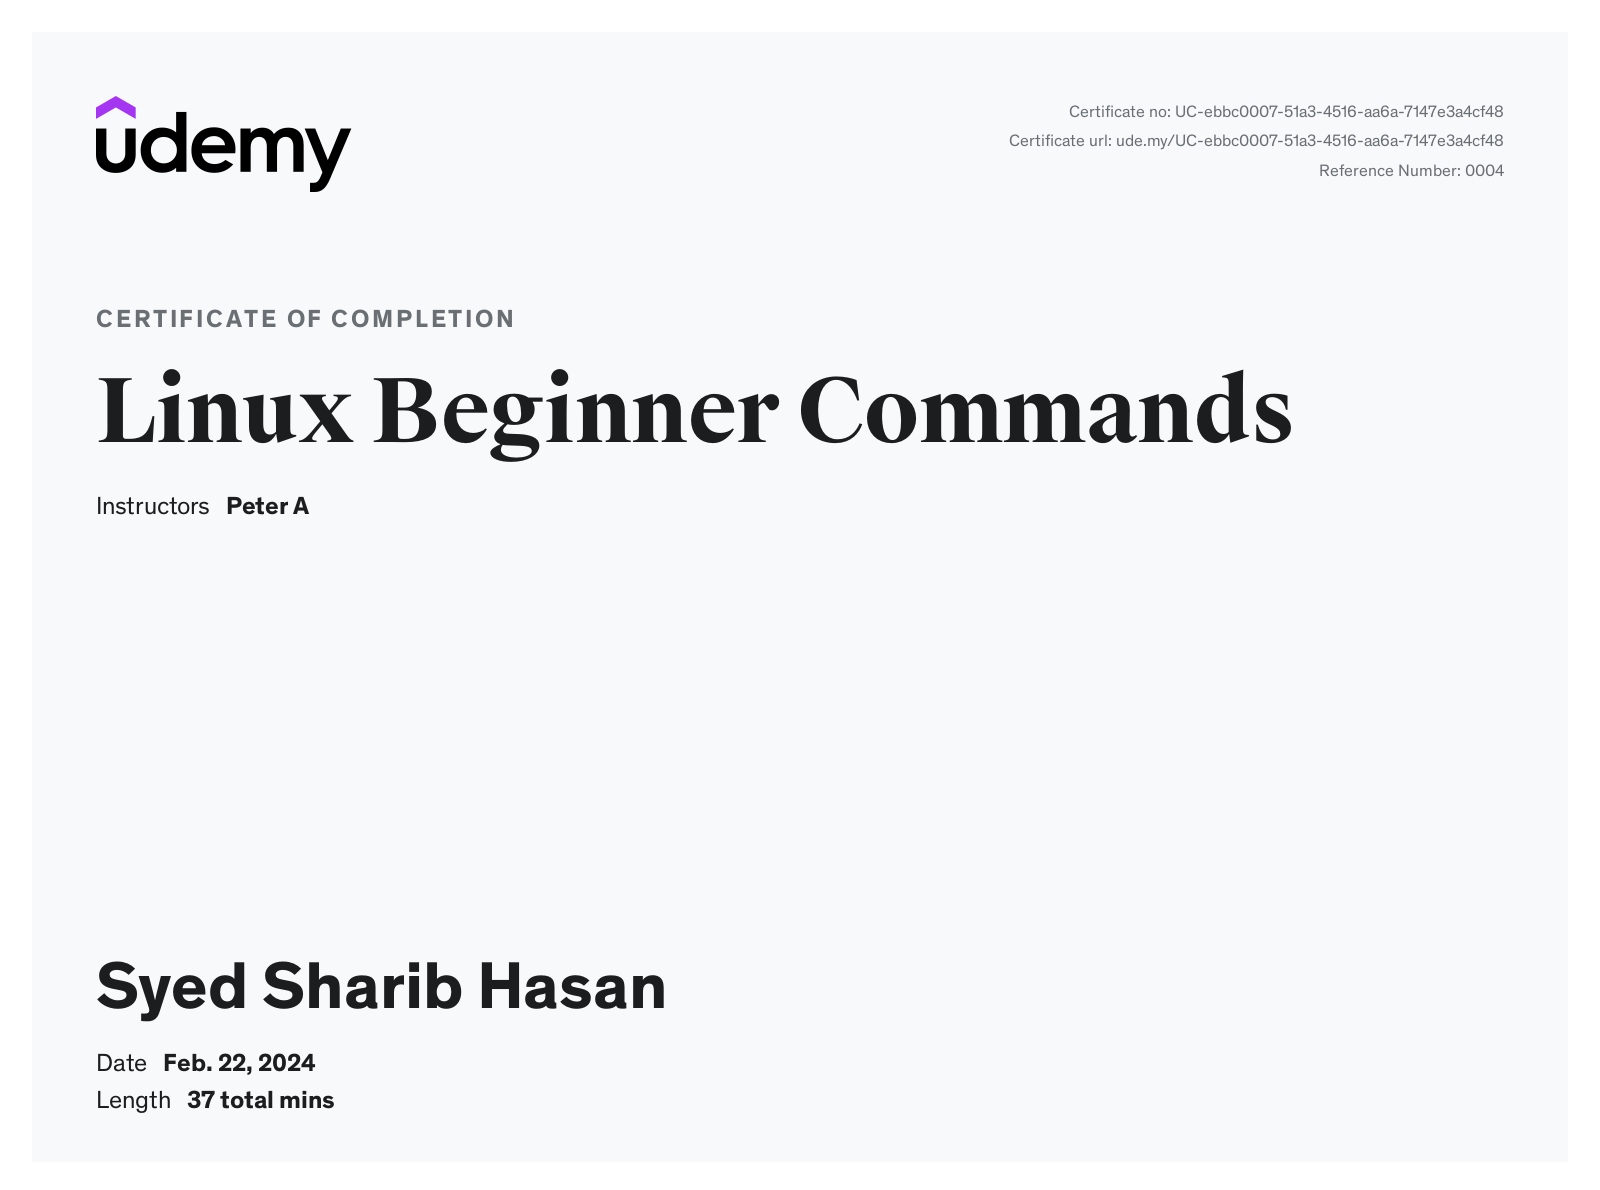 udemy
Certificate no: UC-ebbc0007-51a3-4516-aa6a-7147e3a4cf48
Certificate url: ude.my/UC-ebbc0007-51a3-4516-aa6a-7147e3a4cf48
Reference Number: 0004
CERTIFICATE OF COMPLETION
Linux Beginner Commands
Instructors Peter A
Syed Sharib Hasan
Date Feb. 22, 2024
Length 37 total mins